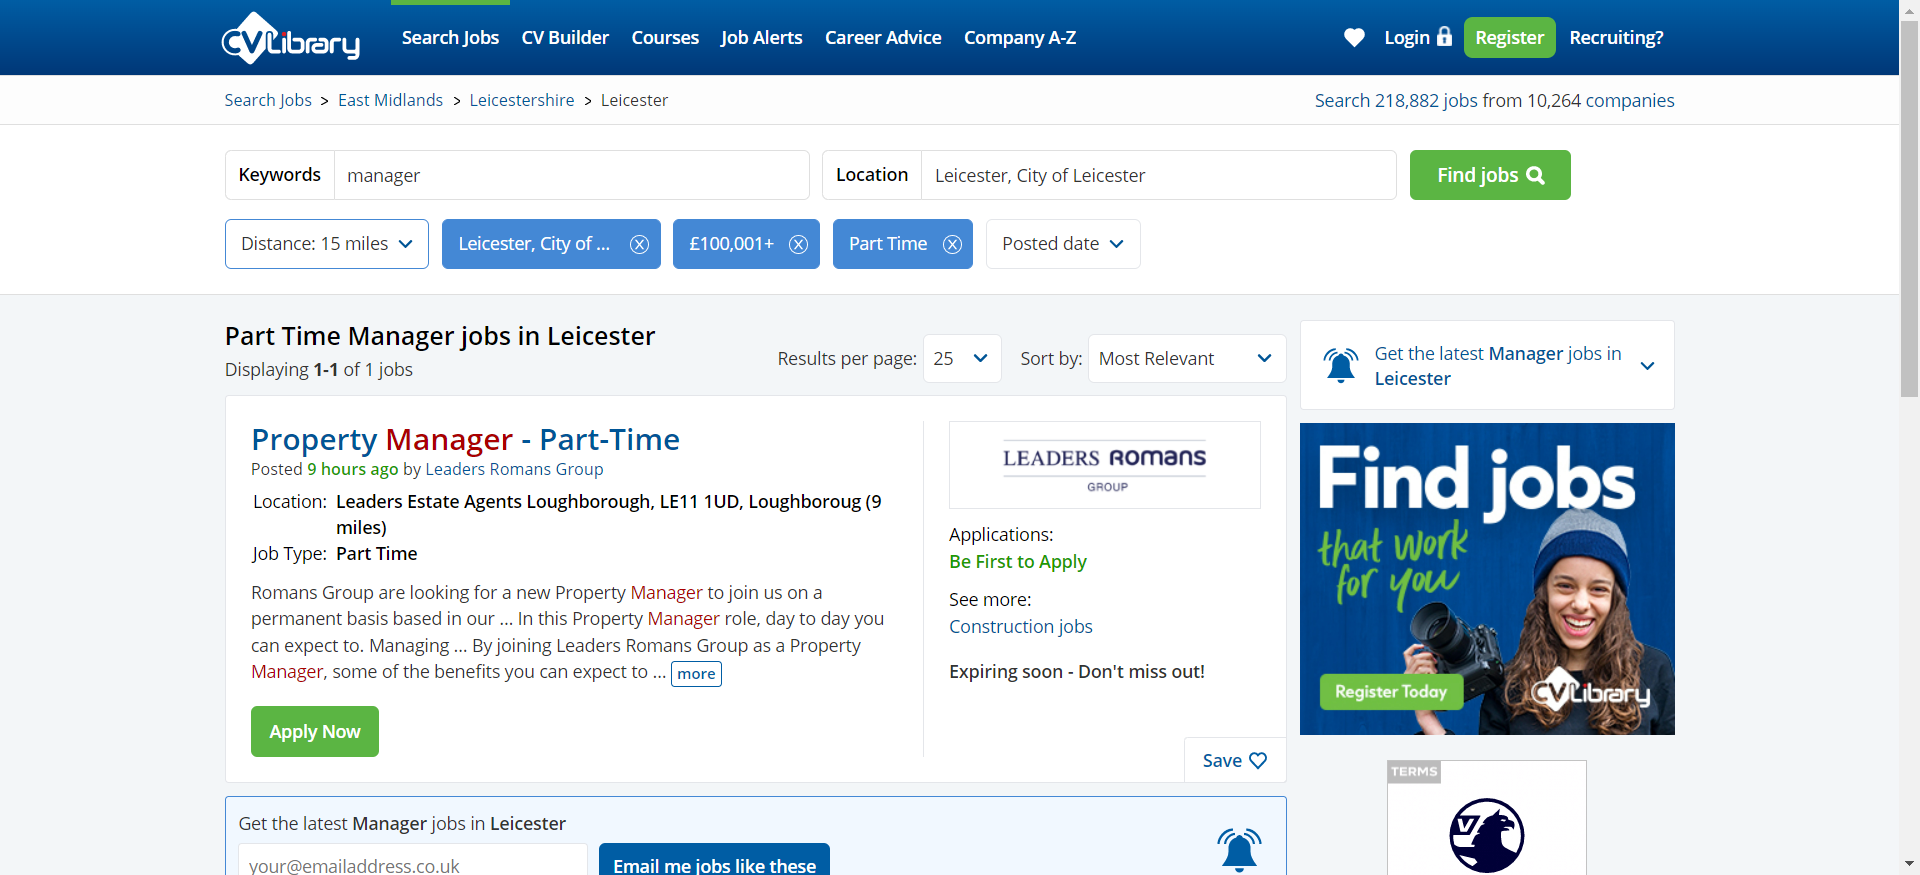 CVLibrary
Search Jobs
CV Builder
Courses
Job Alerts
Career Advice
Company A-Z
Login
Register
Recruiting?
Search Jobs > East Midlands > Leicestershire > Leicester
Search 218,882 jobs from 10,264 companies
Keywords
manager
Location
Leicester, City of Leicester
Find jobs
Distance: 15 miles
Leicester, City of ...
£100,001+
Part Time
Posted date
Part Time Manager jobs in Leicester
Displaying 1-1 of 1 jobs
Results per page: 25
Sort by: Most Relevant
Property Manager - Part-Time
Posted 9 hours ago by Leaders Romans Group
Location: Leaders Estate Agents Loughborough, LE11 1UD, Loughboroug (9
miles)
Job Type: Part Time
Romans Group are looking for a new Property Manager to join us on a
permanent basis based in our ... In this Property Manager role, day to day you
can expect to. Managing ... By joining Leaders Romans Group as a Property
Manager, some of the benefits you can expect to ... more
Apply Now
LEADERS ROMANS
GROUP
Applications:
Be First to Apply
See more:
Construction jobs
Expiring soon - Don't miss out!
Save
Get the latest Manager jobs in Leicester
your@emailaddress.co.uk
Email me jobs like these
Get the latest Manager jobs in
Leicester
Find jobs
that work
for you
Register Today
CVLibrary
TERMS
V